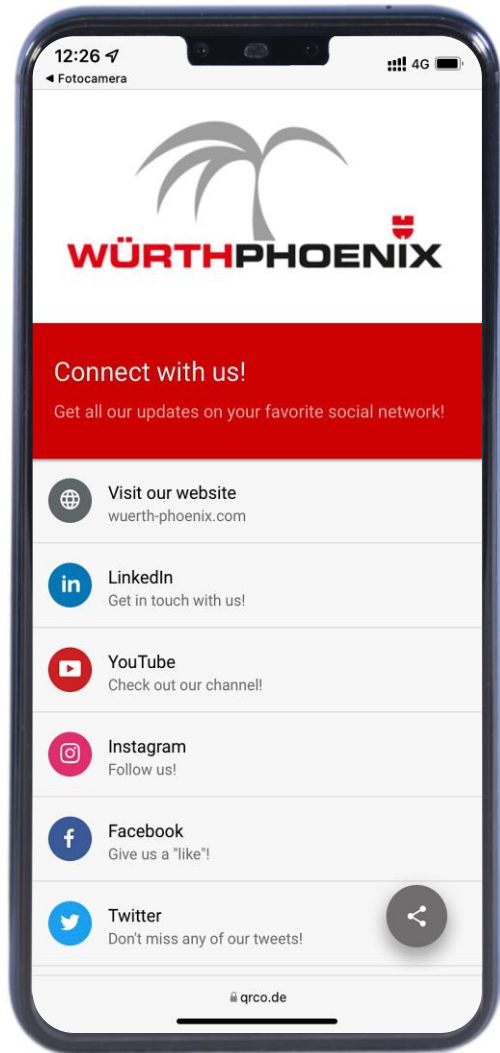 12:26
4G
◀ Fotocamera
WÜRTHPHOENIX
Connect with us!
Get all our updates on your favorite social network!
Visit our website
wuerth-phoenix.com
in
LinkedIn
Get in touch with us!
YouTube
Check out our channel!
Instagram
Follow us!
f
Facebook
Give us a "like"!
Twitter
Don't miss any of our tweets!
qrco.de